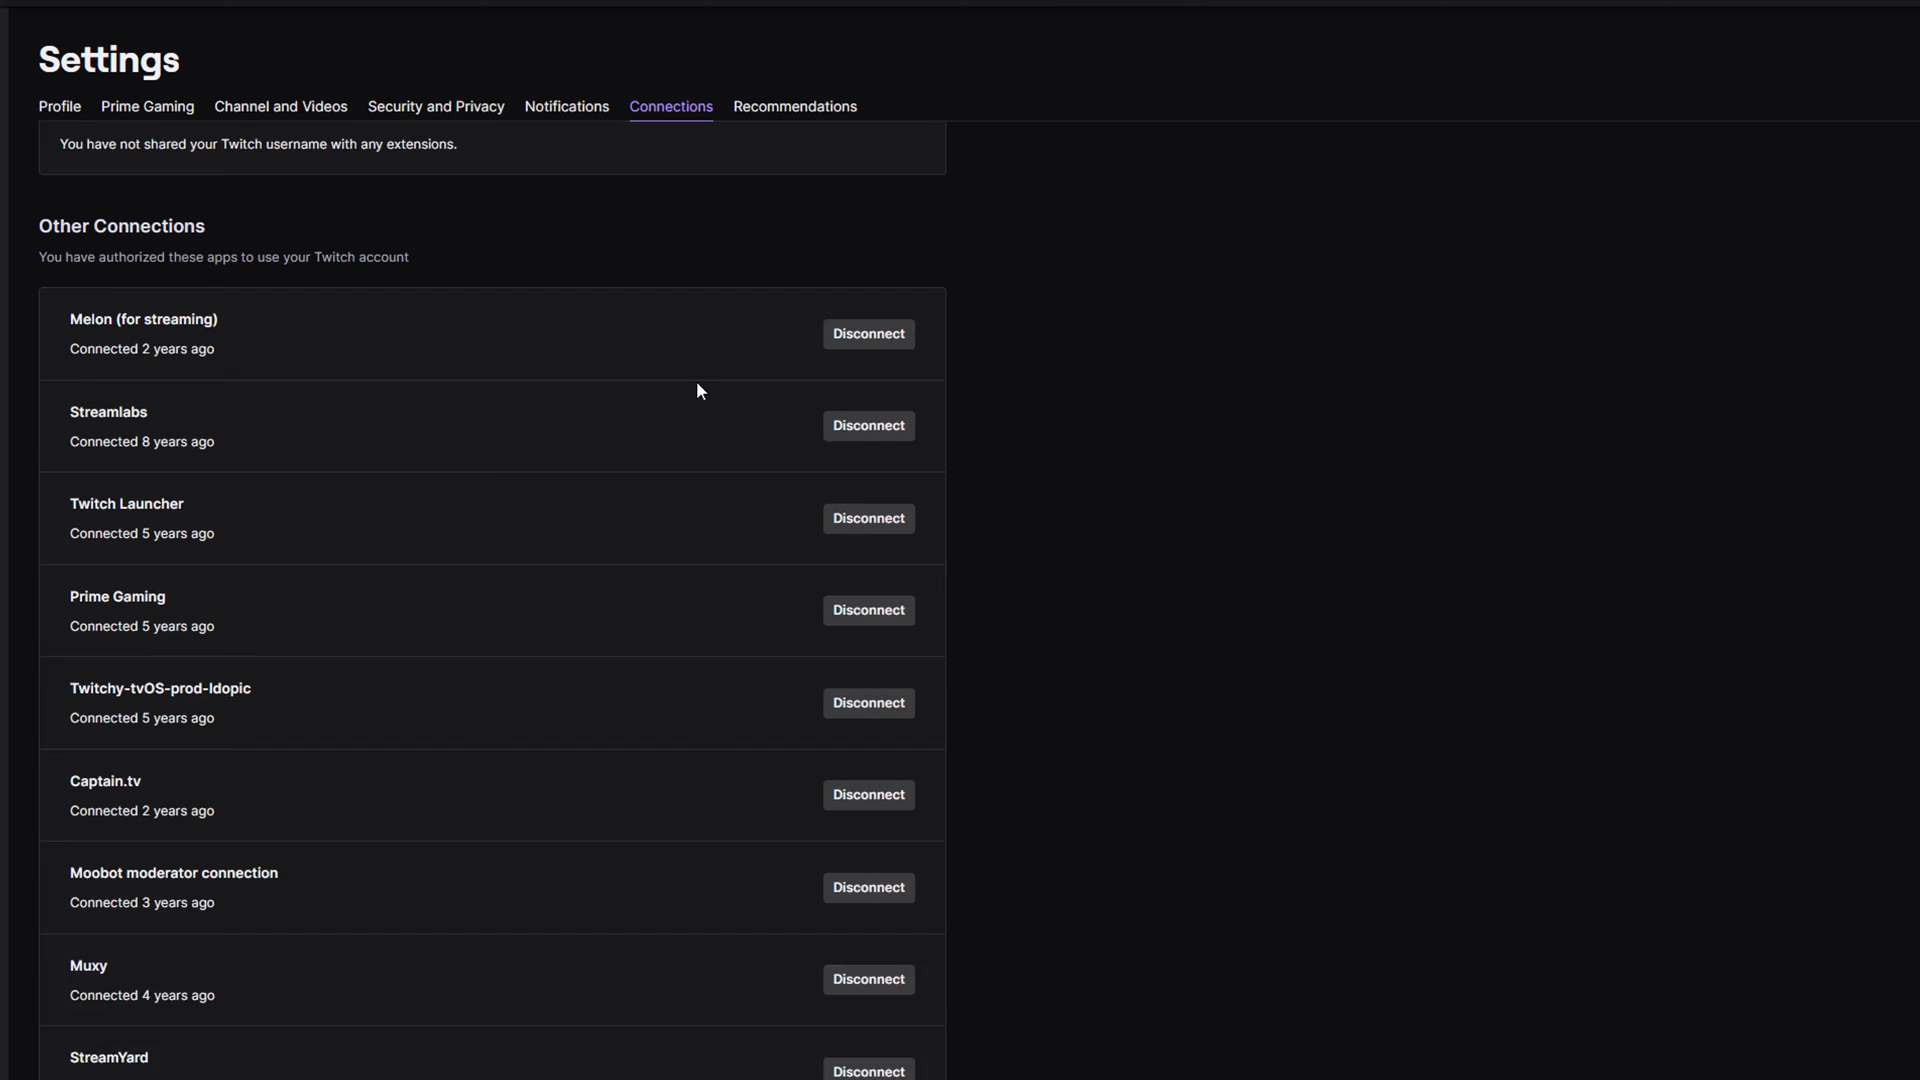 Settings
Profile Prime Gaming Channel and Videos Security and Privacy Notifications Connections Recommendations
You have not shared your Twitch username with any extensions.
Other Connections
You have authorized these apps to use your Twitch account
Melon (for streaming)
Connected 2 years ago
Disconnect
Streamlabs
Connected 8 years ago
Disconnect
Twitch Launcher
Connected 5 years ago
Disconnect
Prime Gaming
Connected 5 years ago
Disconnect
Twitchy-tvOS-prod-ldopic
Connected 5 years ago
Disconnect
Captain.tv
Connected 2 years ago
Disconnect
Moobot moderator connection
Connected 3 years ago
Disconnect
Muxy
Connected 4 years ago
Disconnect
StreamYard
Disconnect